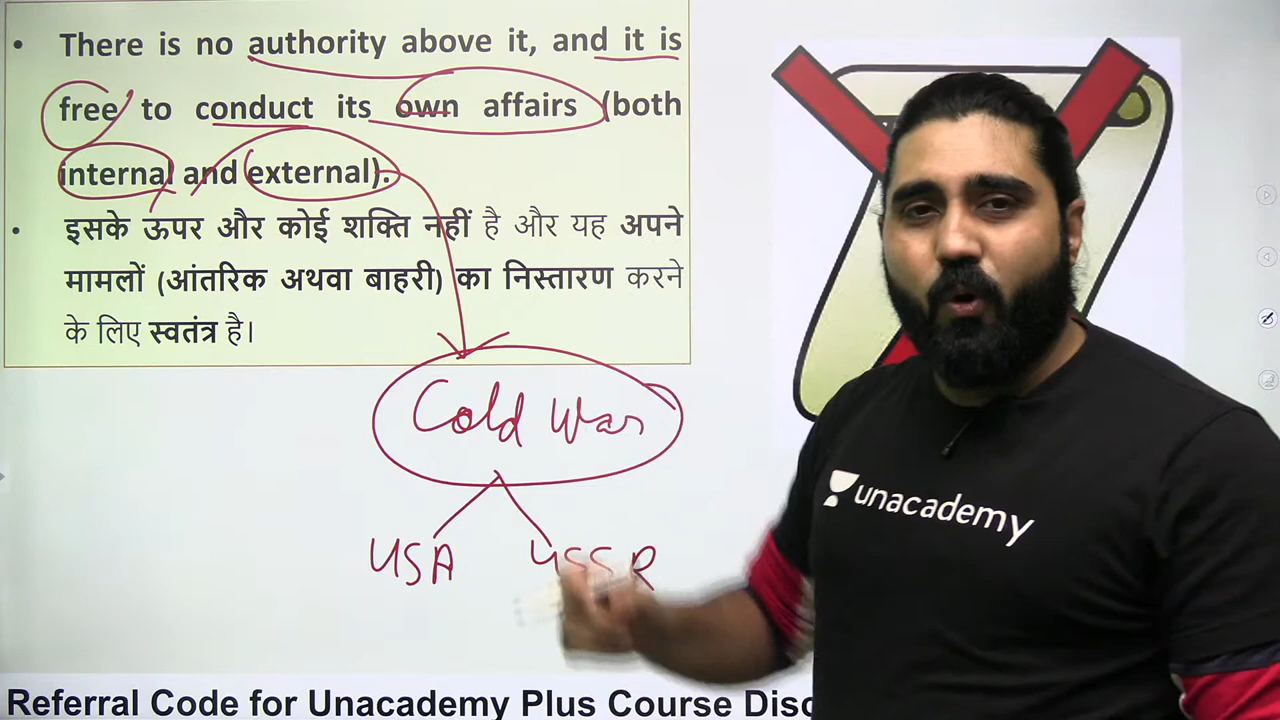 • There is no authority above it, and it is
free to conduct its own affairs (both
internal and external).
• इसके ऊपर और कोई शक्ति नहीं है और यह अपने
मामलों (आंतरिक अथवा बाहरी) का निस्तारण करने
के लिए स्वतंत्र है।
Cold War
USA USSR
unacademy
Referral Code for Unacademy Plus Course